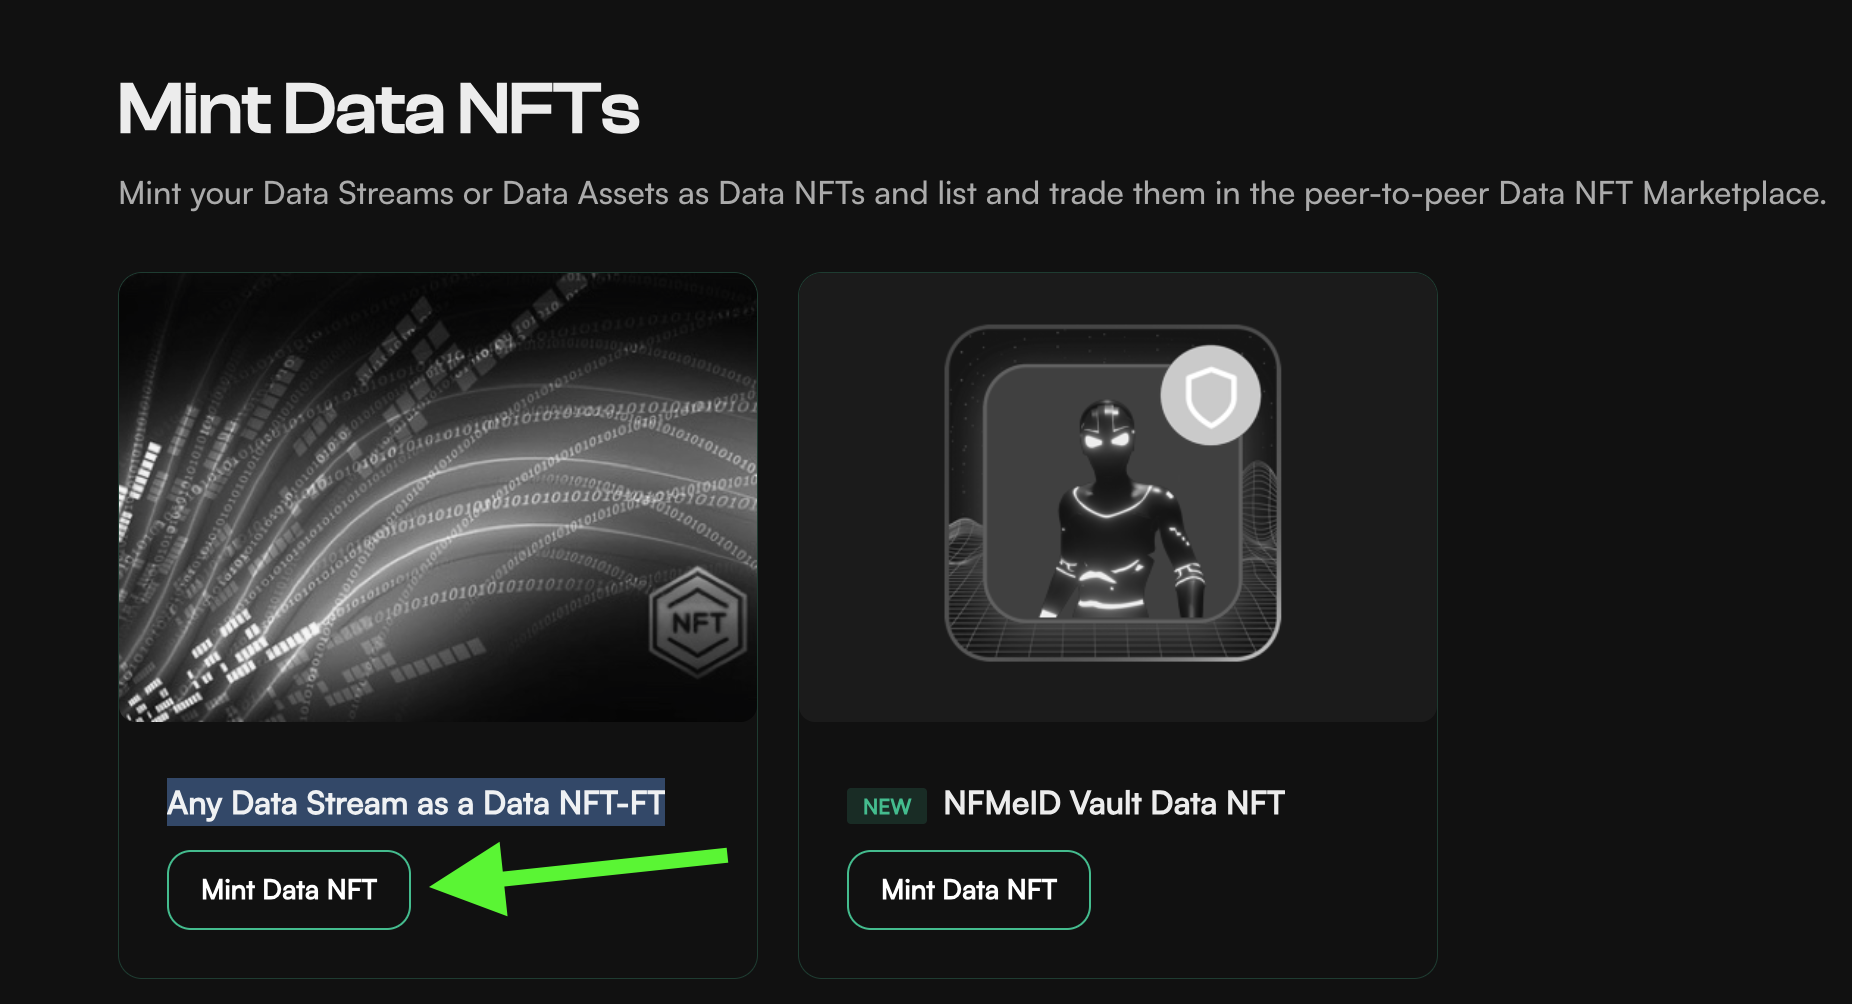 Mint Data NFTs
Mint your Data Streams or Data Assets as Data NFTs and list and trade them in the peer-to-peer Data NFT Marketplace.
NFT
Any Data Stream as a Data NFT-FT
Mint Data NFT
NEW NFMeID Vault Data NFT
Mint Data NFT